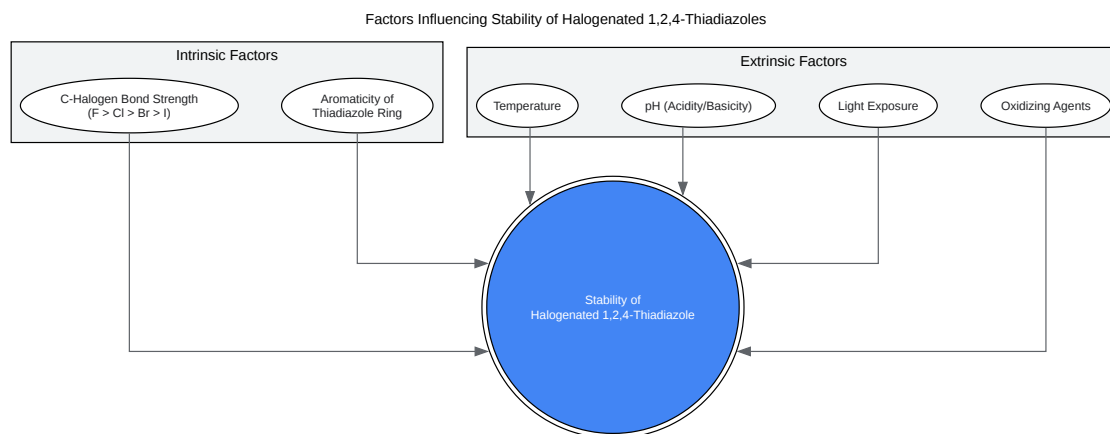 Factors Influencing Stability of Halogenated 1,2,4-Thiadiazoles
Intrinsic Factors
C-Halogen Bond Strength
(F > Cl > Br > I)
Aromaticity of
Thiadiazole Ring
Extrinsic Factors
Temperature
pH (Acidity/Basicity)
Light Exposure
Oxidizing Agents
Stability of
Halogenated 1,2,4-Thiadiazole